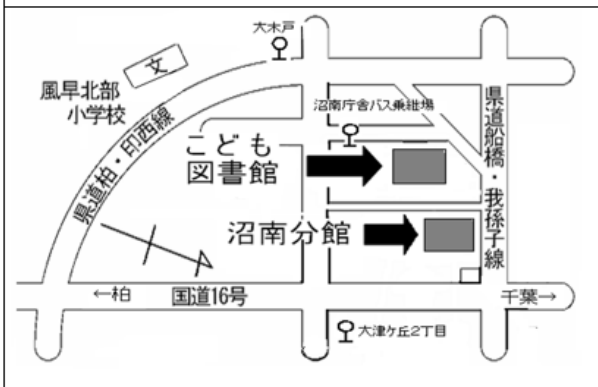 大木戸
文
風早北部
小学校
沼南庁舎バス乗継場
県道柏・印西線
こども
図書館
県道船橋・我孫子線
沼南分館
←柏
国道16号
千葉→
大津ケ丘2丁目